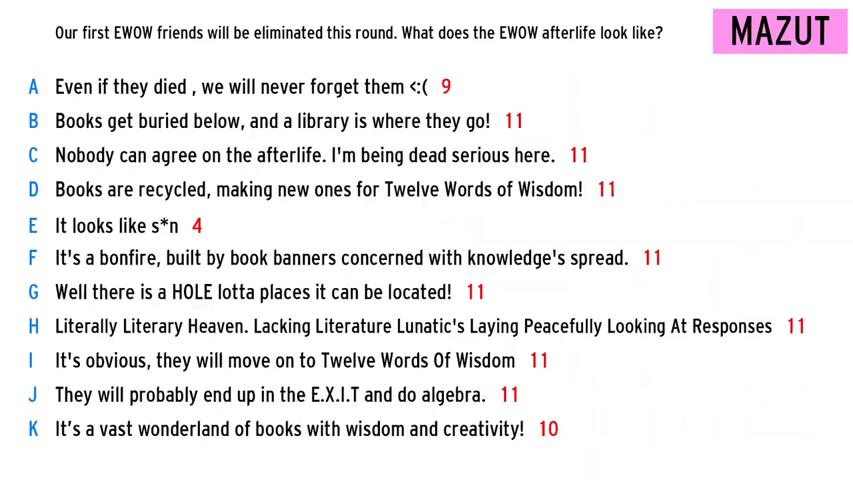 Our first EWOW friends will be eliminated this round. What does the EWOW afterlife look like?
MAZUT
A Even if they died , we will never forget them <:( 9
B Books get buried below, and a library is where they go! 11
C Nobody can agree on the afterlife. I'm being dead serious here. 11
D Books are recycled, making new ones for Twelve Words of Wisdom! 11
E It looks like s*n 4
F It's a bonfire, built by book banners concerned with knowledge's spread. 11
G Well there is a HOLE lotta places it can be located! 11
H Literally Literary Heaven. Lacking Literature Lunatic's Laying Peacefully Looking At Responses 11
I It's obvious, they will move on to Twelve Words Of Wisdom 11
J They will probably end up in the E.X.I.T and do algebra. 11
K It’s a vast wonderland of books with wisdom and creativity! 10